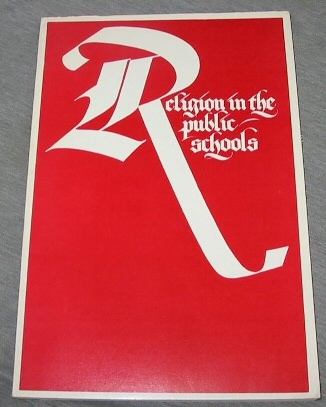 Religion in the
public
schools